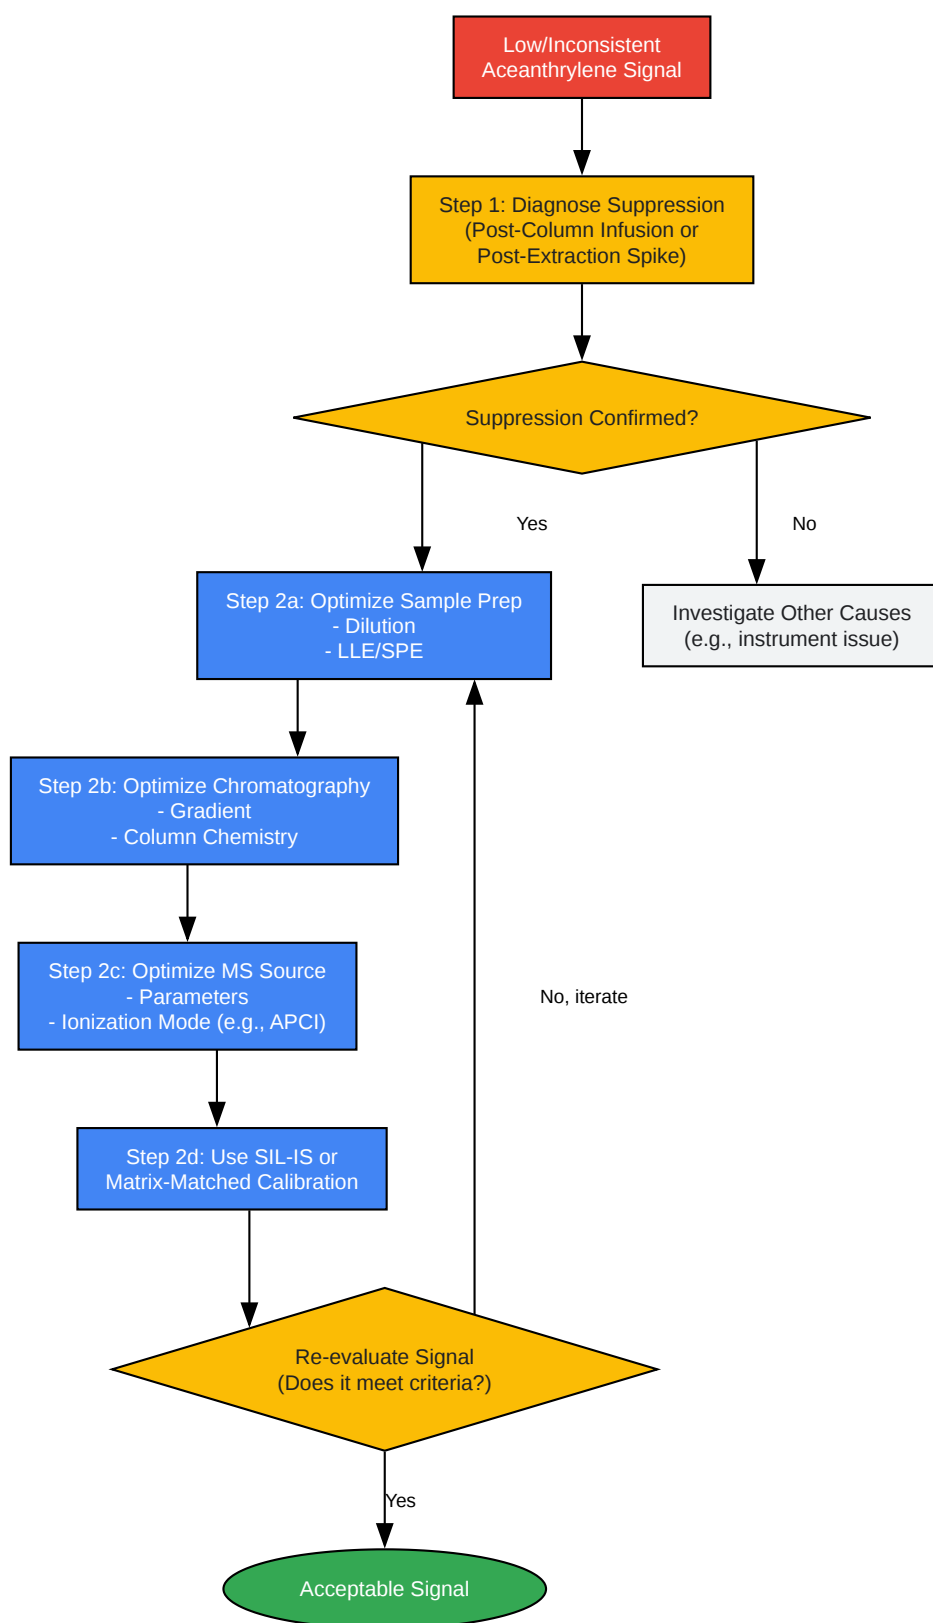 Low/Inconsistent
Aceanthrylene Signal
Step 1: Diagnose Suppression
(Post-Column Infusion or
Post-Extraction Spike)
Suppression Confirmed?
Yes
No
Step 2a: Optimize Sample Prep
- Dilution
- LLE/SPE
Investigate Other Causes
(e.g., instrument issue)
Step 2b: Optimize Chromatography
- Gradient
- Column Chemistry
Step 2c: Optimize MS Source
- Parameters
- Ionization Mode (e.g., APCI)
No, iterate
Step 2d: Use SIL-IS or
Matrix-Matched Calibration
Re-evaluate Signal
(Does it meet criteria?)
Yes
Acceptable Signal